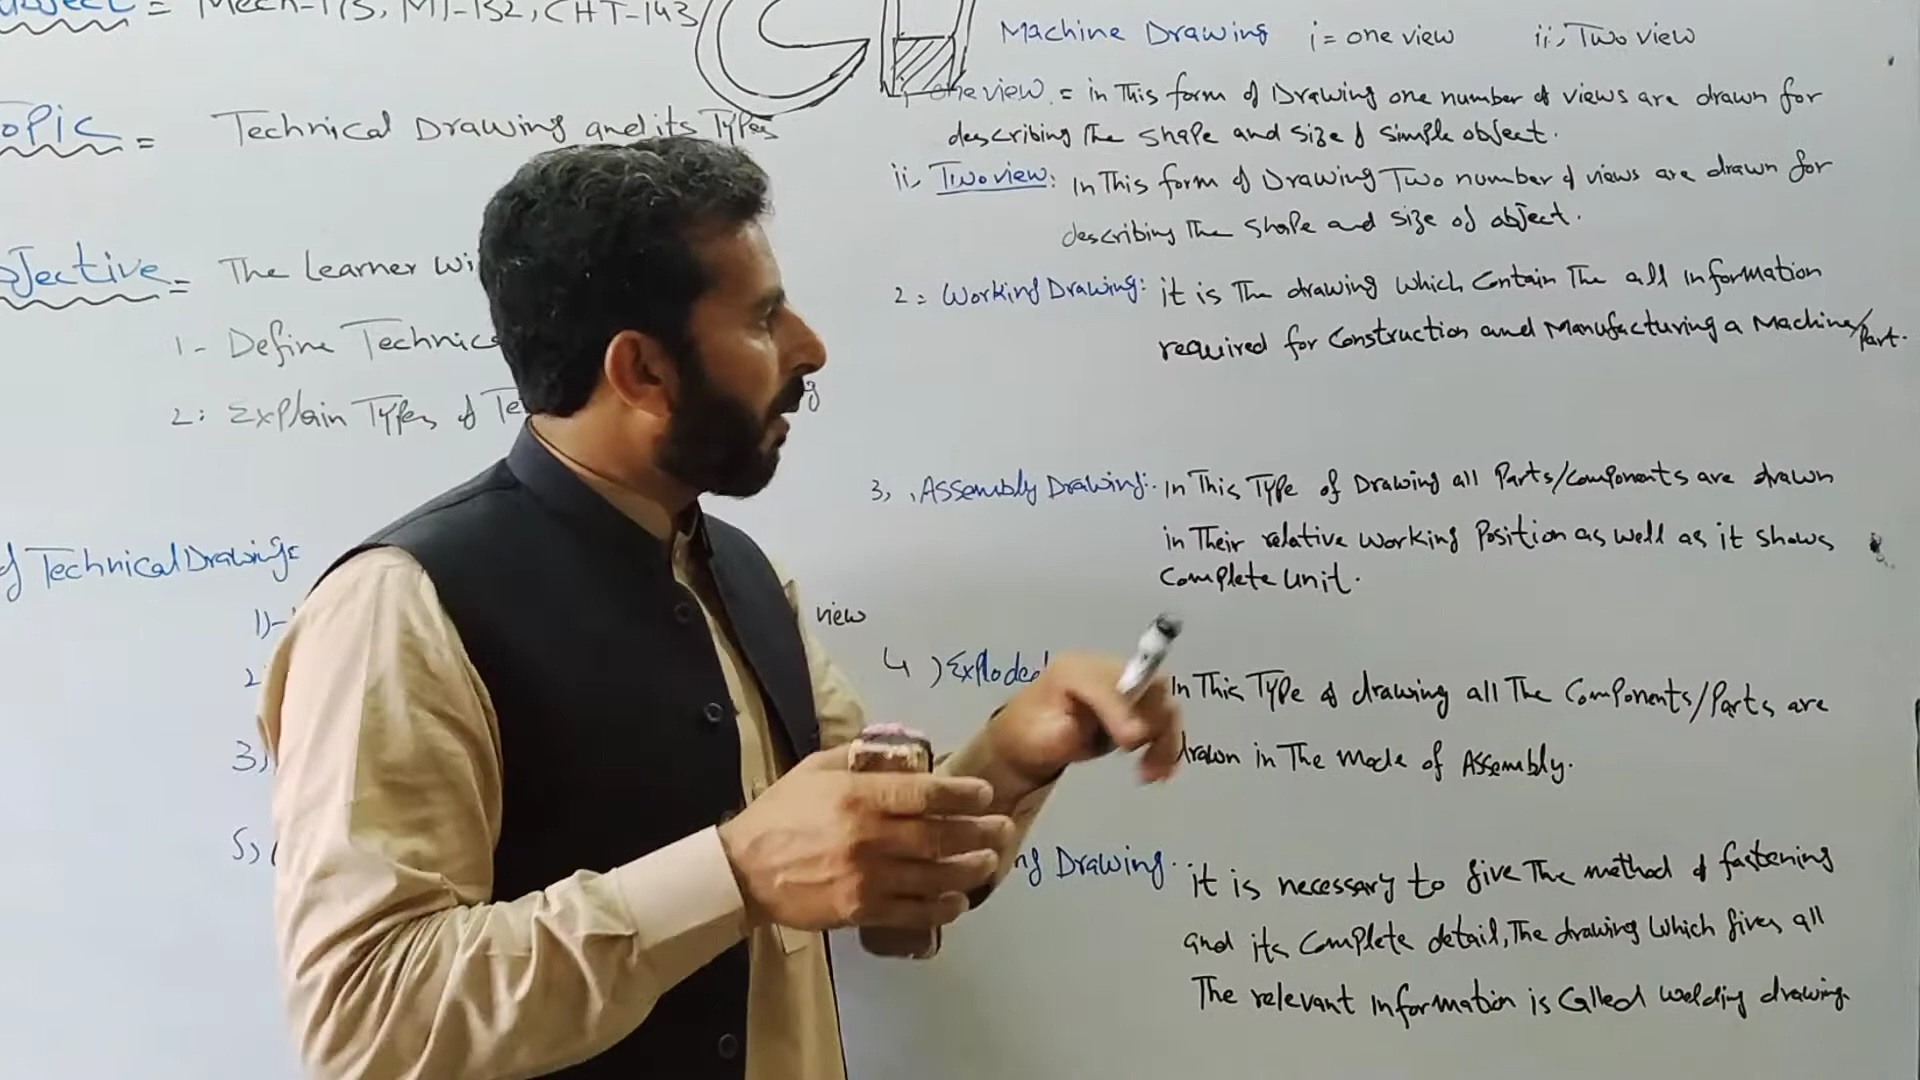 = Mech-173, MT-152, CHT-143
GH
oPic = Technical Drawing and its Types
bjective = The Learner Wi
1- Define Technic
2: Explain Types of Te g
of Technical Drawings
1)-
view
2
3)
5)
Machine Drawing i = one view ii, Two view
i, one view = in This form of Drawing one number of views are drawn for
describing The shape and size of simple object.
ii, Two view: In This form of Drawing Two number of views are drawn for
describing The shape and size of object.
2 = Working Drawing: it is The drawing which Contain The all information
required for Construction and Manufacturing a Machine/Part.
3, Assembly Drawing:- In This Type of Drawing all Parts/Components are drawn
in Their relative working Position as well as it shows
Complete unit.
4) Exploded In This Type of drawing all The Components/Parts are
drawn in The Mode of Assembly.
ng Drawing. it is necessary to give The method of fastening
and its Complete detail, The drawing which gives all
The relevant information is Called welding drawing.